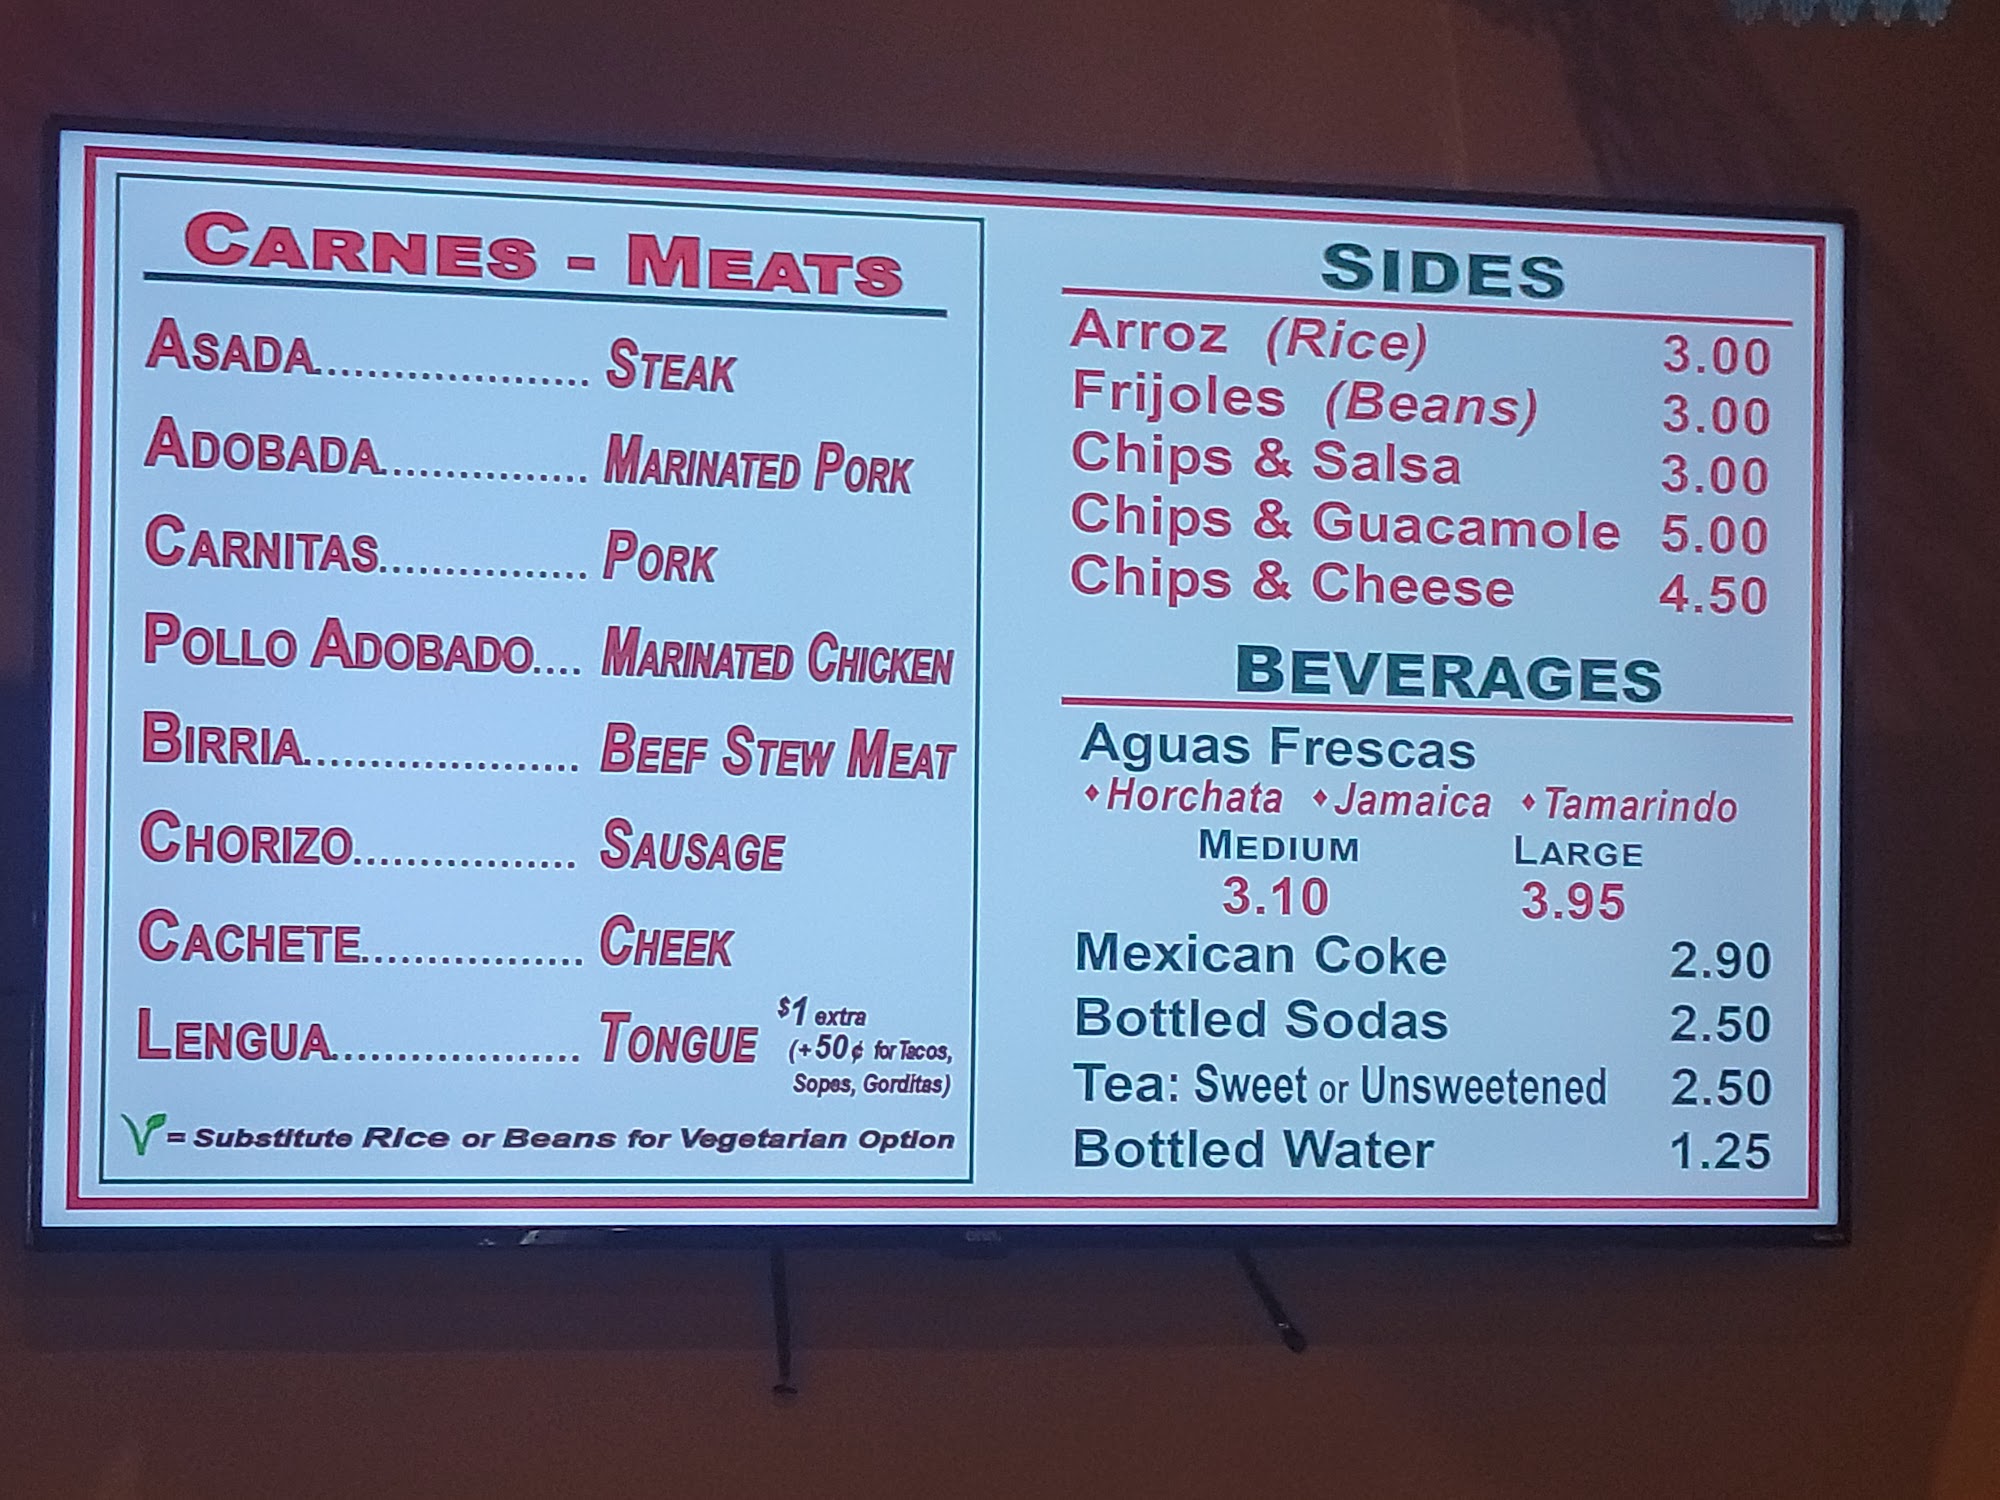 CARNES - MEATS
ASADA..................... STEAK
ADOBADA............... MARINATED PORK
CARNITAS................ PORK
POLLO ADOBADO.... MARINATED CHICKEN
BIRRIA..................... BEEF STEW MEAT
CHORIZO................. SAUSAGE
CACHETE................. CHEEK
LENGUA................... TONGUE $1 extra
(+50¢ for Tacos,
Sopes, Gorditas)
V = Substitute Rice or Beans for Vegetarian Option
SIDES
Arroz (Rice) 3.00
Frijoles (Beans) 3.00
Chips & Salsa 3.00
Chips & Guacamole 5.00
Chips & Cheese 4.50
BEVERAGES
Aguas Frescas
♦Horchata ♦Jamaica ♦Tamarindo
MEDIUM LARGE
3.10 3.95
Mexican Coke 2.90
Bottled Sodas 2.50
Tea: Sweet or Unsweetened 2.50
Bottled Water 1.25